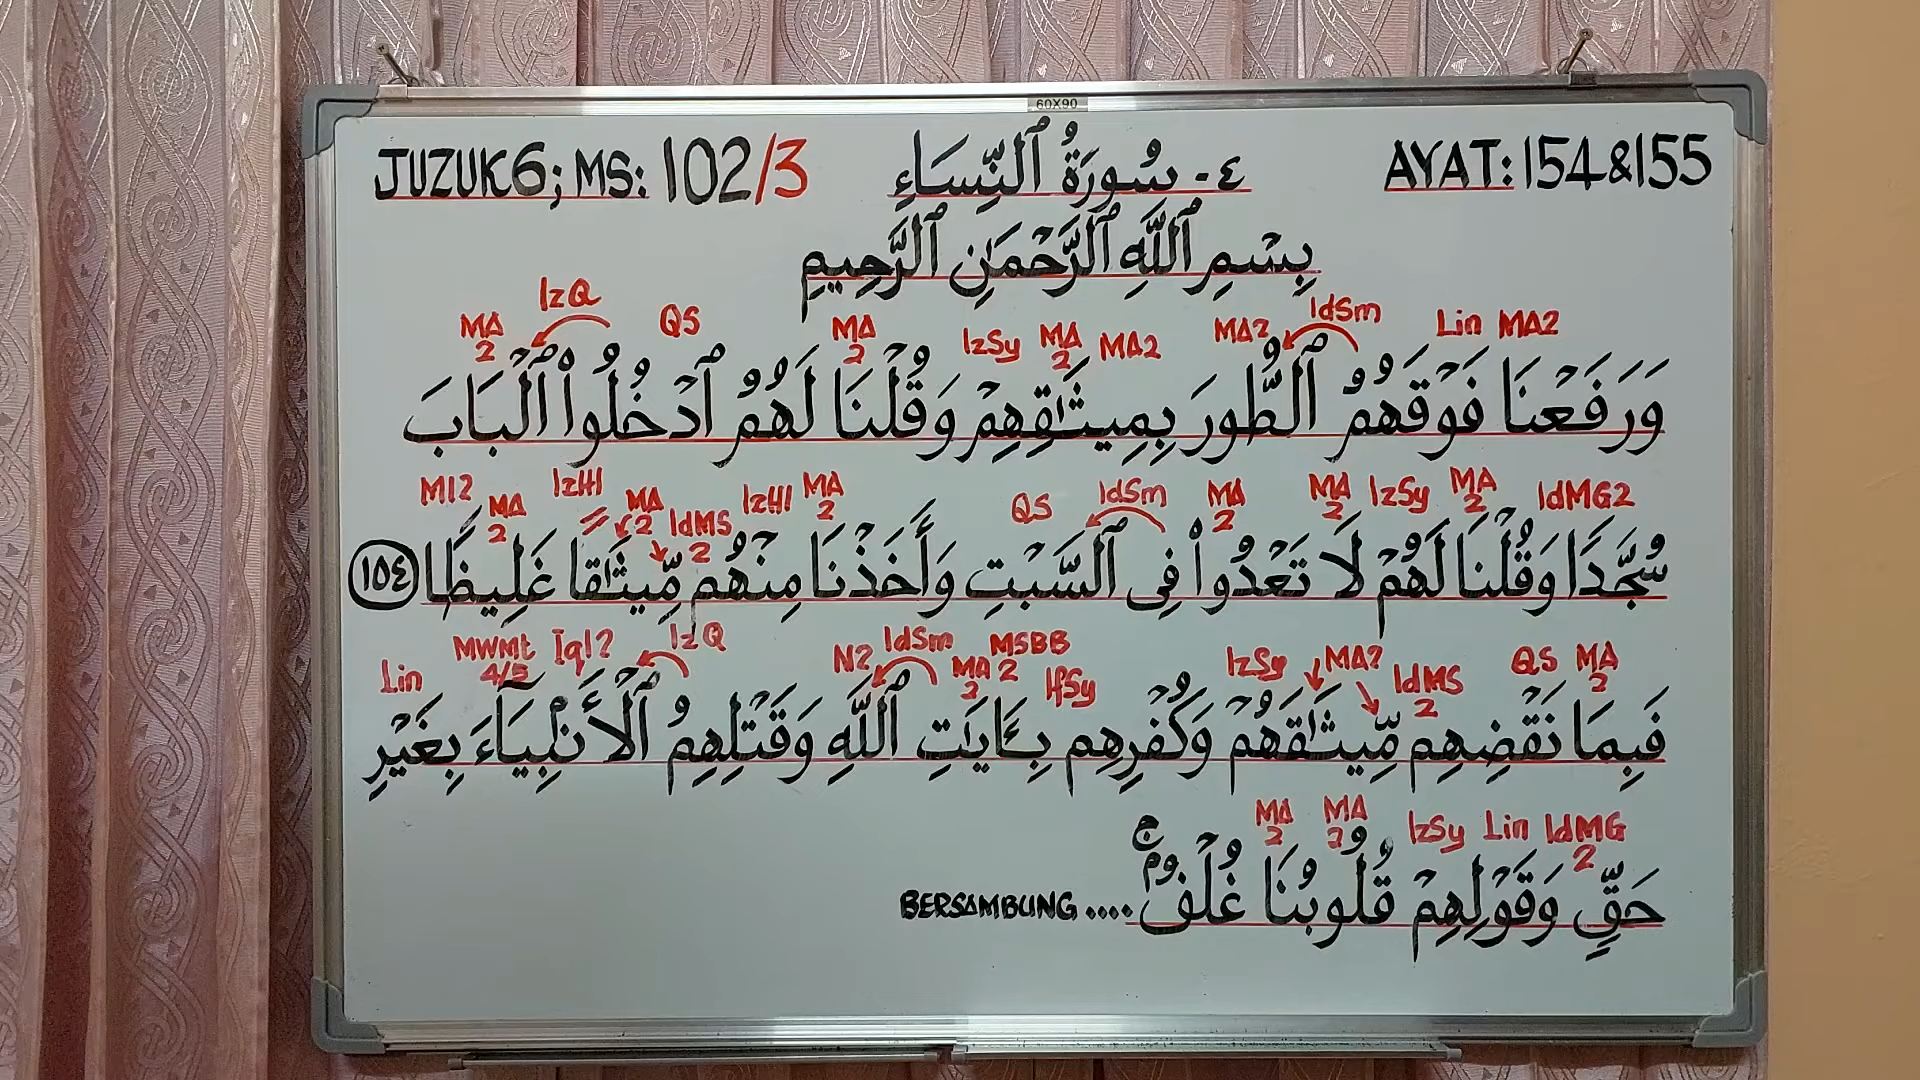 60X90
JUZUK6; MS: 102/3
٤- سُورَةُ ٱلنِّسَاءِ
AYAT: 154&155
بِسْمِ ٱللَّهِ ٱلرَّحْمَـٰنِ ٱلرَّحِيمِ
MA2 Lin IdSm MA2 MA2 MA 2 IzSy MA 2 QS IzQ MA 2
وَرَفَعْنَا فَوْقَهُمُ ٱلطُّورَ بِمِيثَـٰقِهِمْ وَقُلْنَا لَهُمُ ٱدْخُلُوا۟ ٱلْبَابَ
IdMG2 MA 2 IzSy MA 2 MA 2 IdSm QS MA 2 IzHl IdMS 2 MA 2 IzHl MA 2 MI2
سُجَّدًا وَقُلْنَا لَهُمْ لَا تَعْدُوا۟ فِى ٱلسَّبْتِ وَأَخَذْنَا مِنْهُم مِّيثَـٰقًا غَلِيظًا ١٥٤
MA 2 QS IdMS 2 MA2 IzSy IfSy MSBB 2 MA 2 IdSm N2 IzQ Iql2 MWMt 4/5 Lin
فَبِمَا نَقْضِهِم مِّيثَـٰقَهُمْ وَكُفْرِهِم بِـَٔايَـٰتِ ٱللَّهِ وَقَتْلِهِمُ ٱلْأَنۢبِيَآءَ بِغَيْرِ
IdMG 2 Lin IzSy MA 2 MA 2
حَقٍّ وَقَوْلِهِمْ قُلُوبُنَا غُلْفٌۢ ۚ
BERSAMBUNG ....